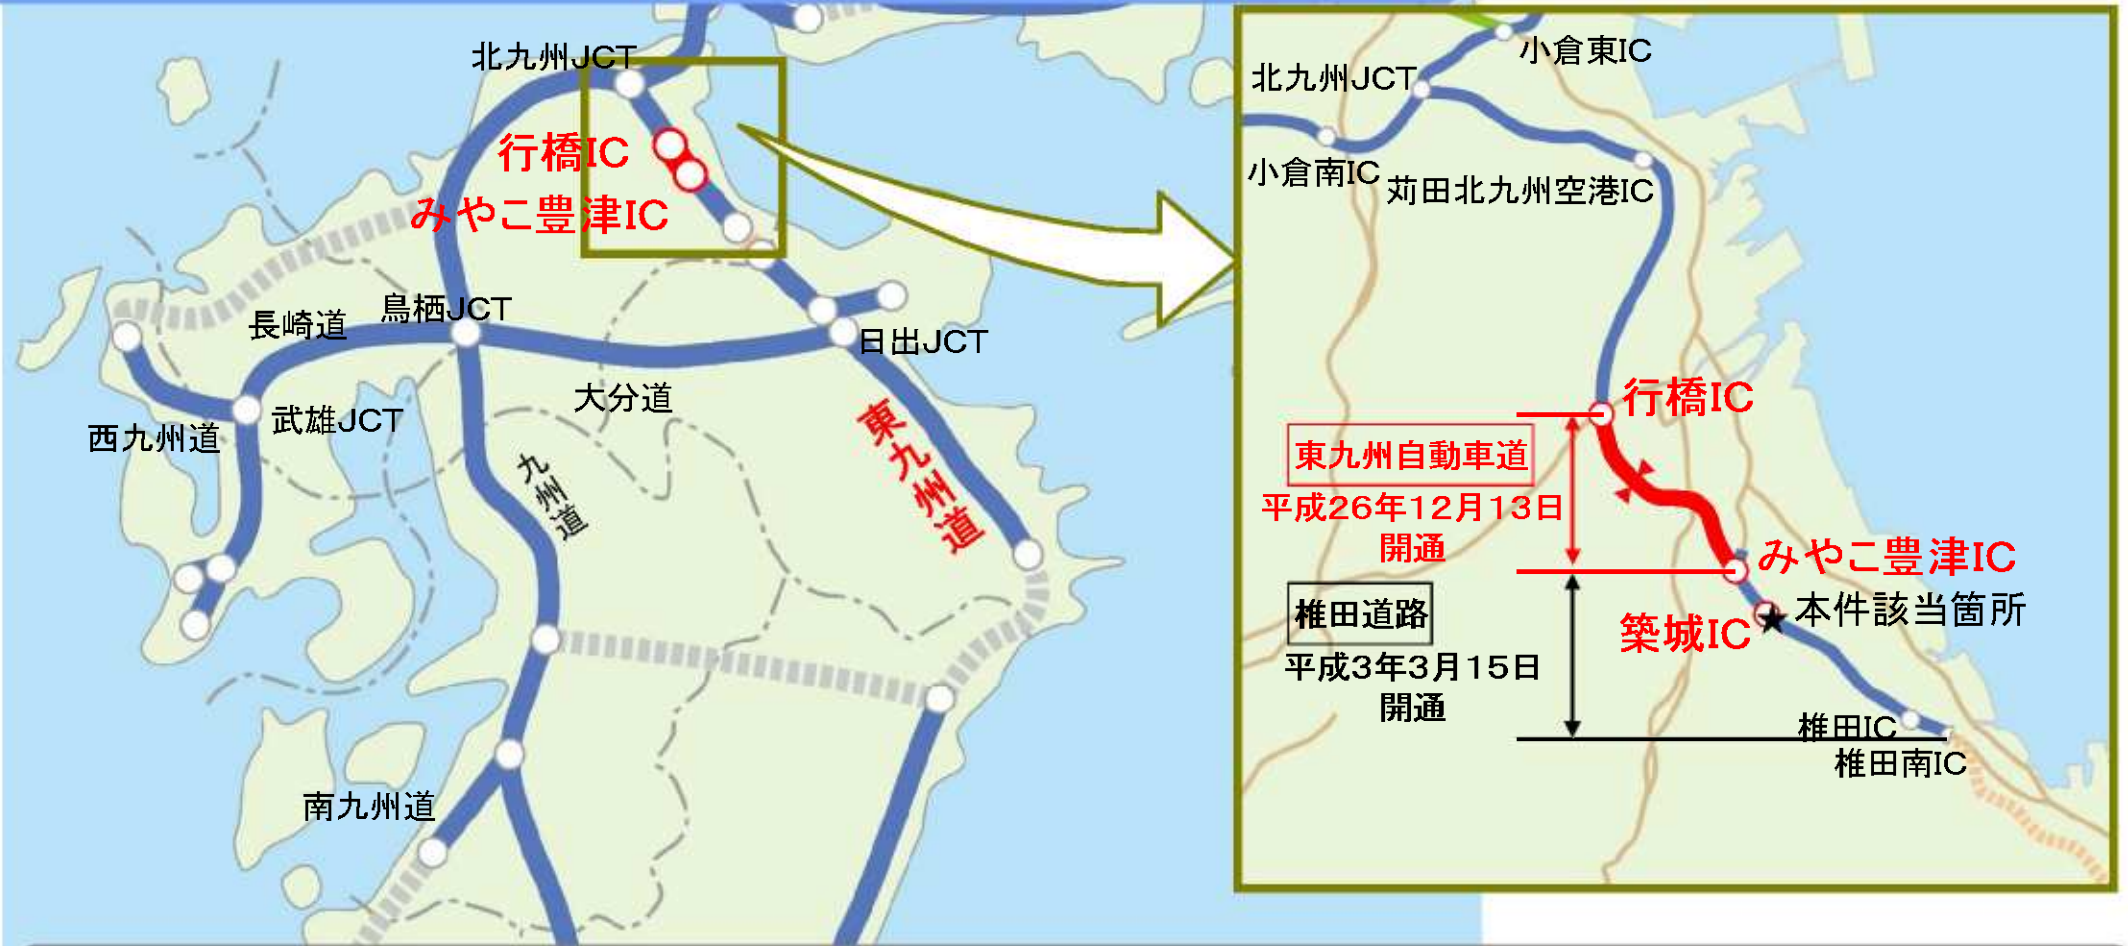 北九州JCT
行橋IC
みやこ豊津IC
鳥栖JCT
長崎道
日出JCT
大分道
武雄JCT
西九州道
九州道
東九州道
南九州道
小倉東IC
北九州JCT
小倉南IC
苅田北九州空港IC
行橋IC
東九州自動車道
平成26年12月13日
開通
みやこ豊津IC
本件該当箇所
椎田道路
築城IC
平成3年3月15日
開通
椎田IC
椎田南IC